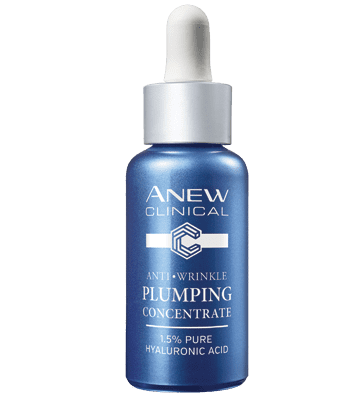 ANEW
CLINICAL
ANTI•WRINKLE
PLUMPING
CONCENTRATE
1.5% PURE
HYALURONIC ACID